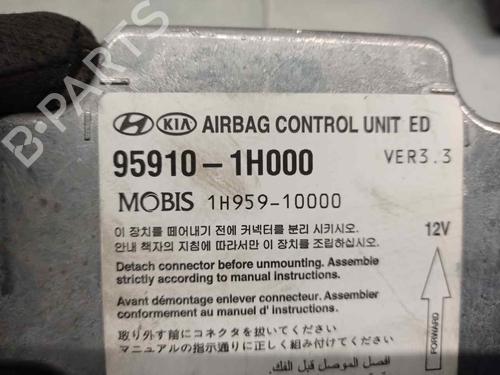 B-PARTS
HYUNDAI KIA AIRBAG CONTROL UNIT ED
95910-1H000 VER3.3
MOBIS 1H959-10000
이 장치를 떼어내기 전에 커넥터를 분리 시키시오.
안내 책자의 지침에 따라서만 이 장치를 조립하십시오.
12V
Detach connector before unmounting. Assemble
strictly according to manual instructions.
Avant démontage enlever connecteur. Assembler
conformement au manuel d' instructions.
FORWARD
取り外す前にコネクタを抜いてください
マニュアルの指示通りに正しく組み付けてください
افصل الموصل قبل الفك.